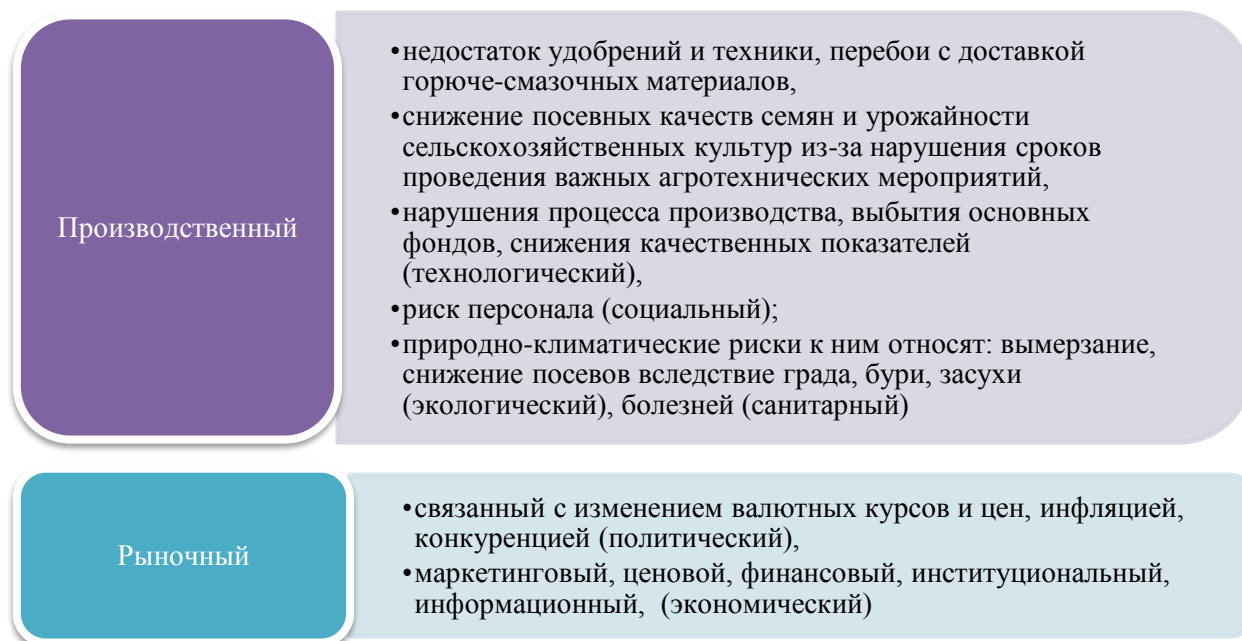 Производственный
•недостаток удобрений и техники, перебои с доставкой
горюче-смазочных материалов,
•снижение посевных качеств семян и урожайности
сельскохозяйственных культур из-за нарушения сроков
проведения важных агротехнических мероприятий,
•нарушения процесса производства, выбытия основных
фондов, снижения качественных показателей
(технологический),
•риск персонала (социальный);
•природно-климатические риски к ним относят: вымерзание,
снижение посевов вследствие града, бури, засухи
(экологический), болезней (санитарный)
Рыночный
•связанный с изменением валютных курсов и цен, инфляцией,
конкуренцией (политический),
•маркетинговый, ценовой, финансовый, институциональный,
информационный, (экономический)